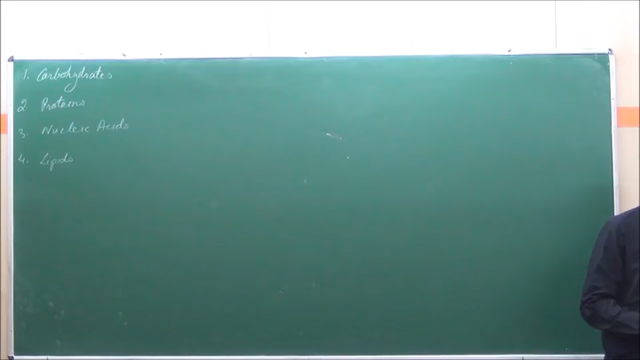 1. Carbohydrates
2 Proteins
3. Nucleic Acids
4. Lipids